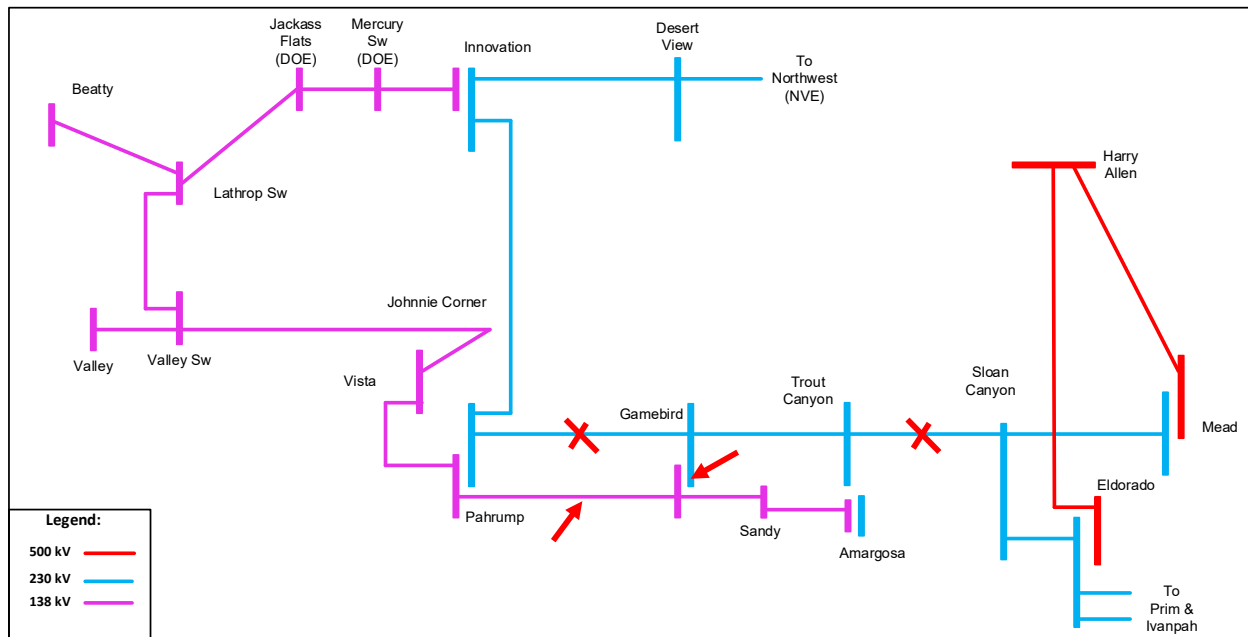 Jackass
Flats
(DOE)
Mercury
Sw
(DOE)
Innovation
Desert
View
To
Northwest
(NVE)
Beatty
Harry
Allen
Lathrop Sw
Johnnie Corner
Valley
Valley Sw
Vista
Gamebird
Trout
Canyon
Sloan
Canyon
Mead
Eldorado
Pahrump
Sandy
Amargosa
Legend:
500 kV
230 kV
138 kV
To
Prim &
Ivanpah